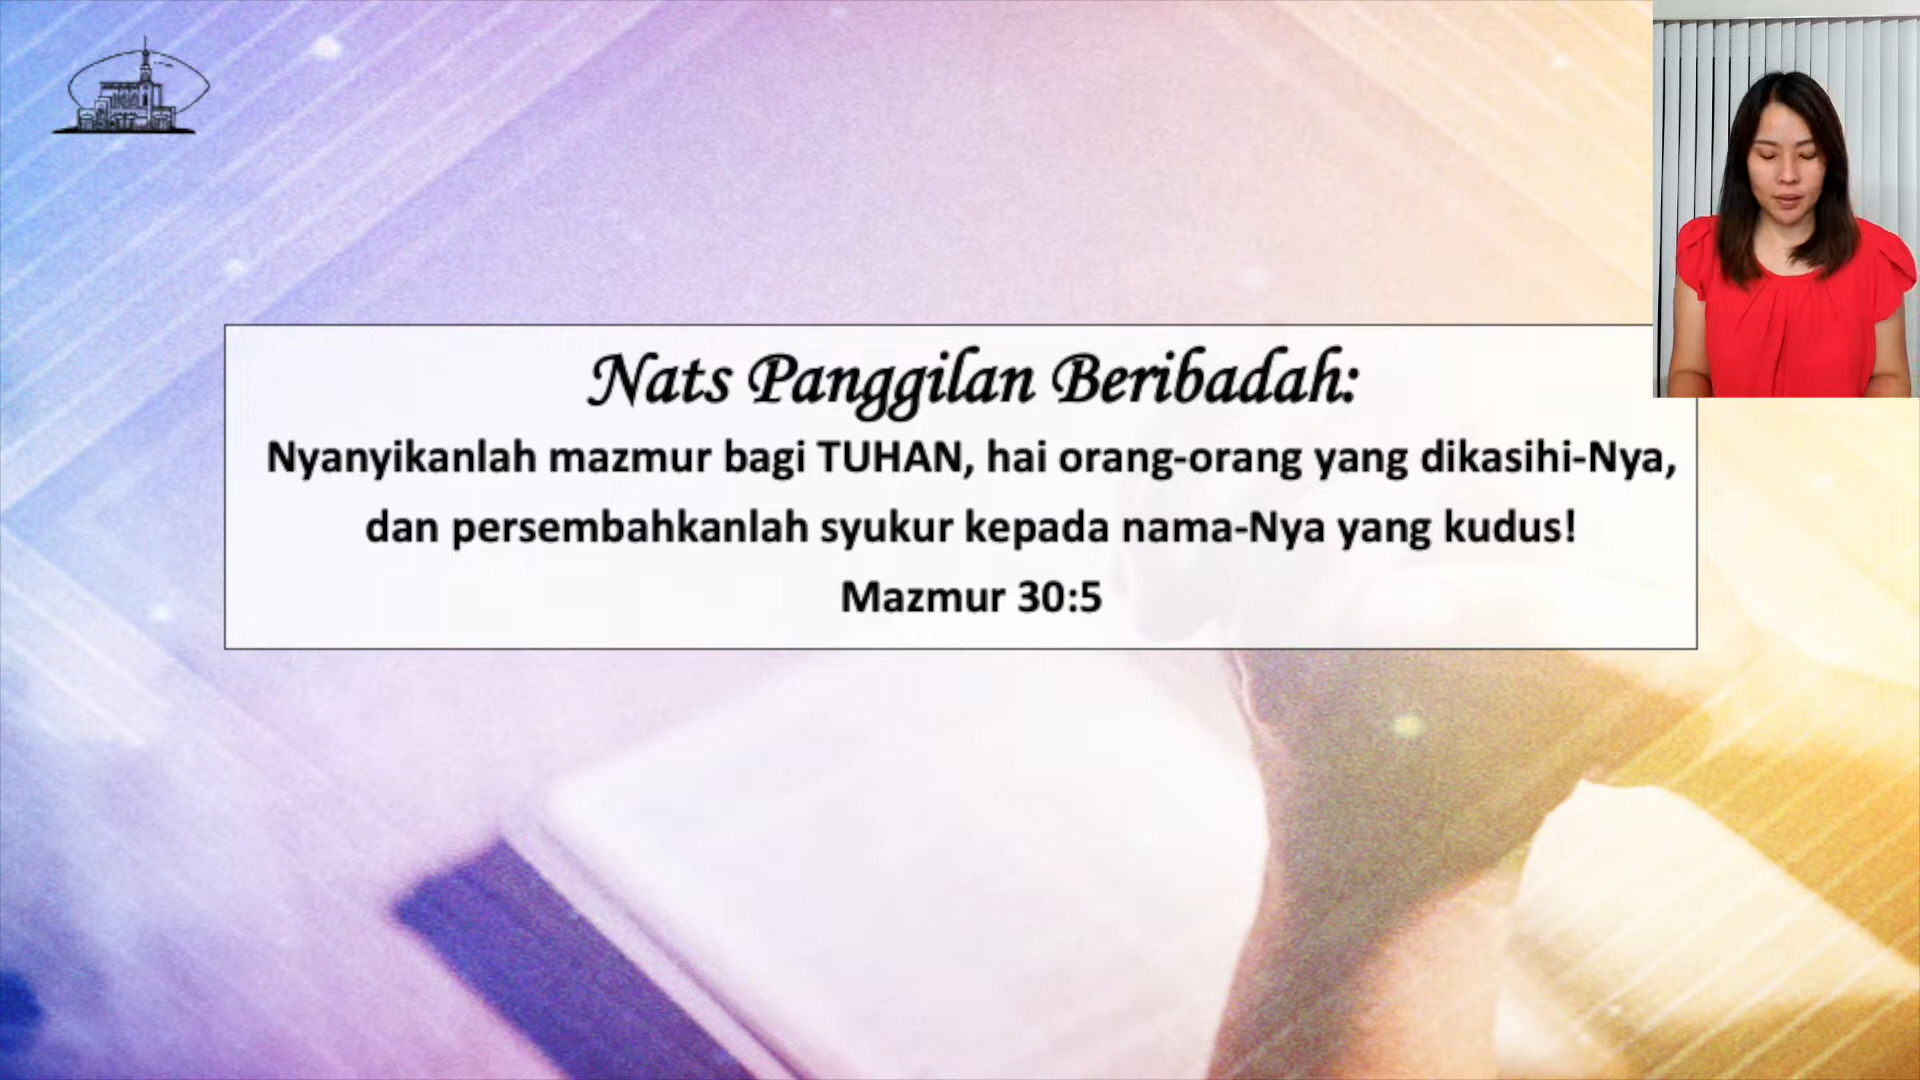 Nats Panggilan Beribadah:
Nyanyikanlah mazmur bagi TUHAN, hai orang-orang yang dikasihi-Nya,
dan persembahkanlah syukur kepada nama-Nya yang kudus!
Mazmur 30:5